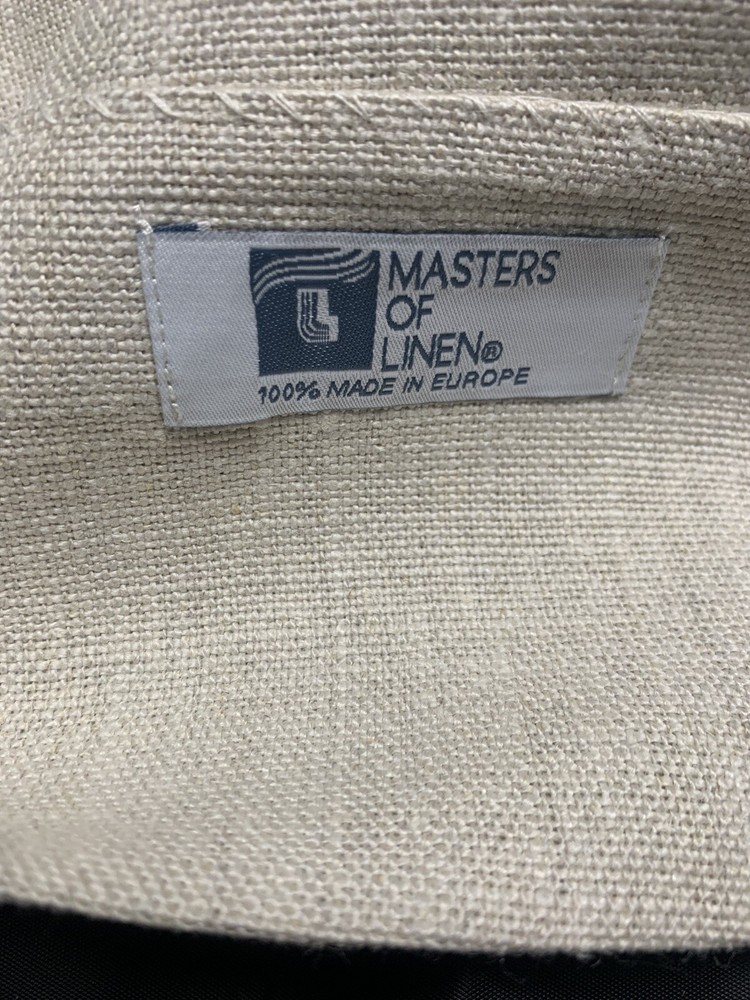 L
MASTERS
OF
LINEN®
100% MADE IN EUROPE